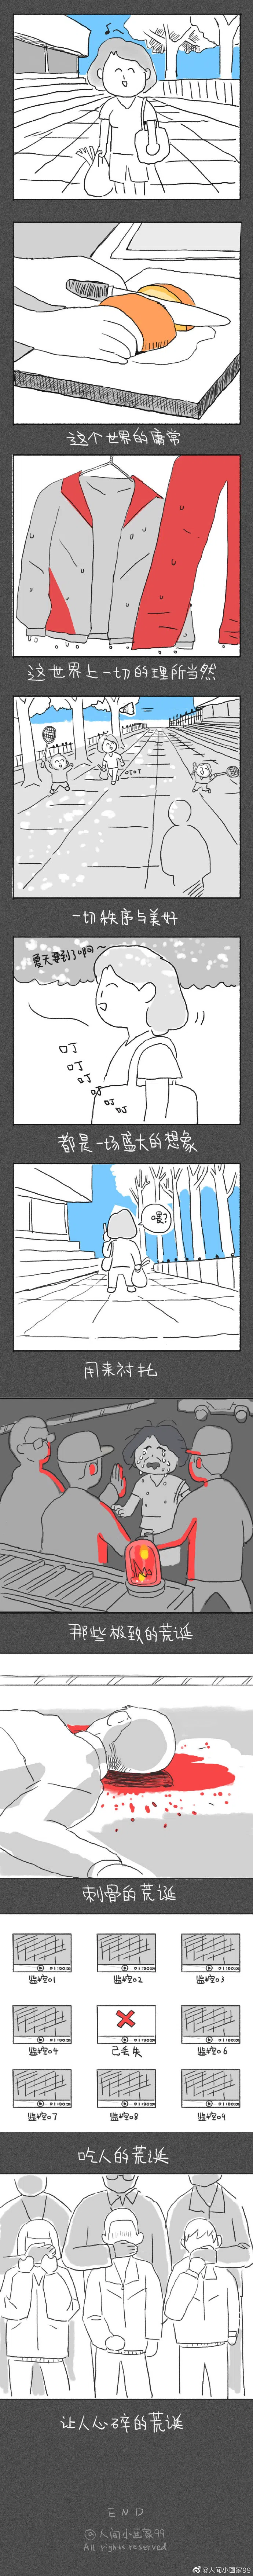 这个世界的庸常
这世界上一切的理所当然
OTOT
一切秩序与美好
夏天要到了啊~
叮
叮
叮
叮
叮
叮
都是一场盛大的想象
喂?
用来衬托
那些极致的荒诞
刺骨的荒诞
监控01
监控02
监控03
监控04
已丢失
监控06
监控07
监控08
监控09
吃人的荒诞
让人心碎的荒诞
END
@人间小画家99
All rights reserved
@人间小画家99